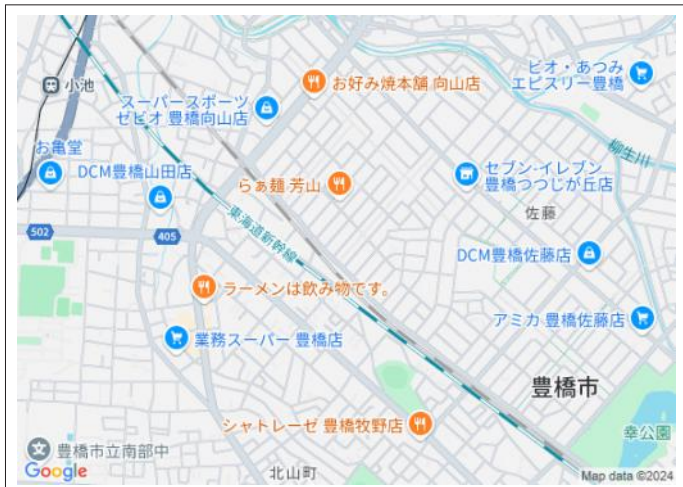 小池
お好み焼本舗 向山店
ビオ・あつみ
エピスリー豊橋
スーパースポーツ
ゼビオ 豊橋向山店
お亀堂
DCM豊橋山田店
らぁ麺 芳山
セブン-イレブン
豊橋つつじが丘店
柳生川
佐藤
502
405
東海道新幹線
DCM豊橋佐藤店
ラーメンは飲み物です。
アミカ 豊橋佐藤店
業務スーパー 豊橋店
豊橋市
シャトレーゼ 豊橋牧野店
幸公園
豊橋市立南部中
Google
北山町
Map data ©2024